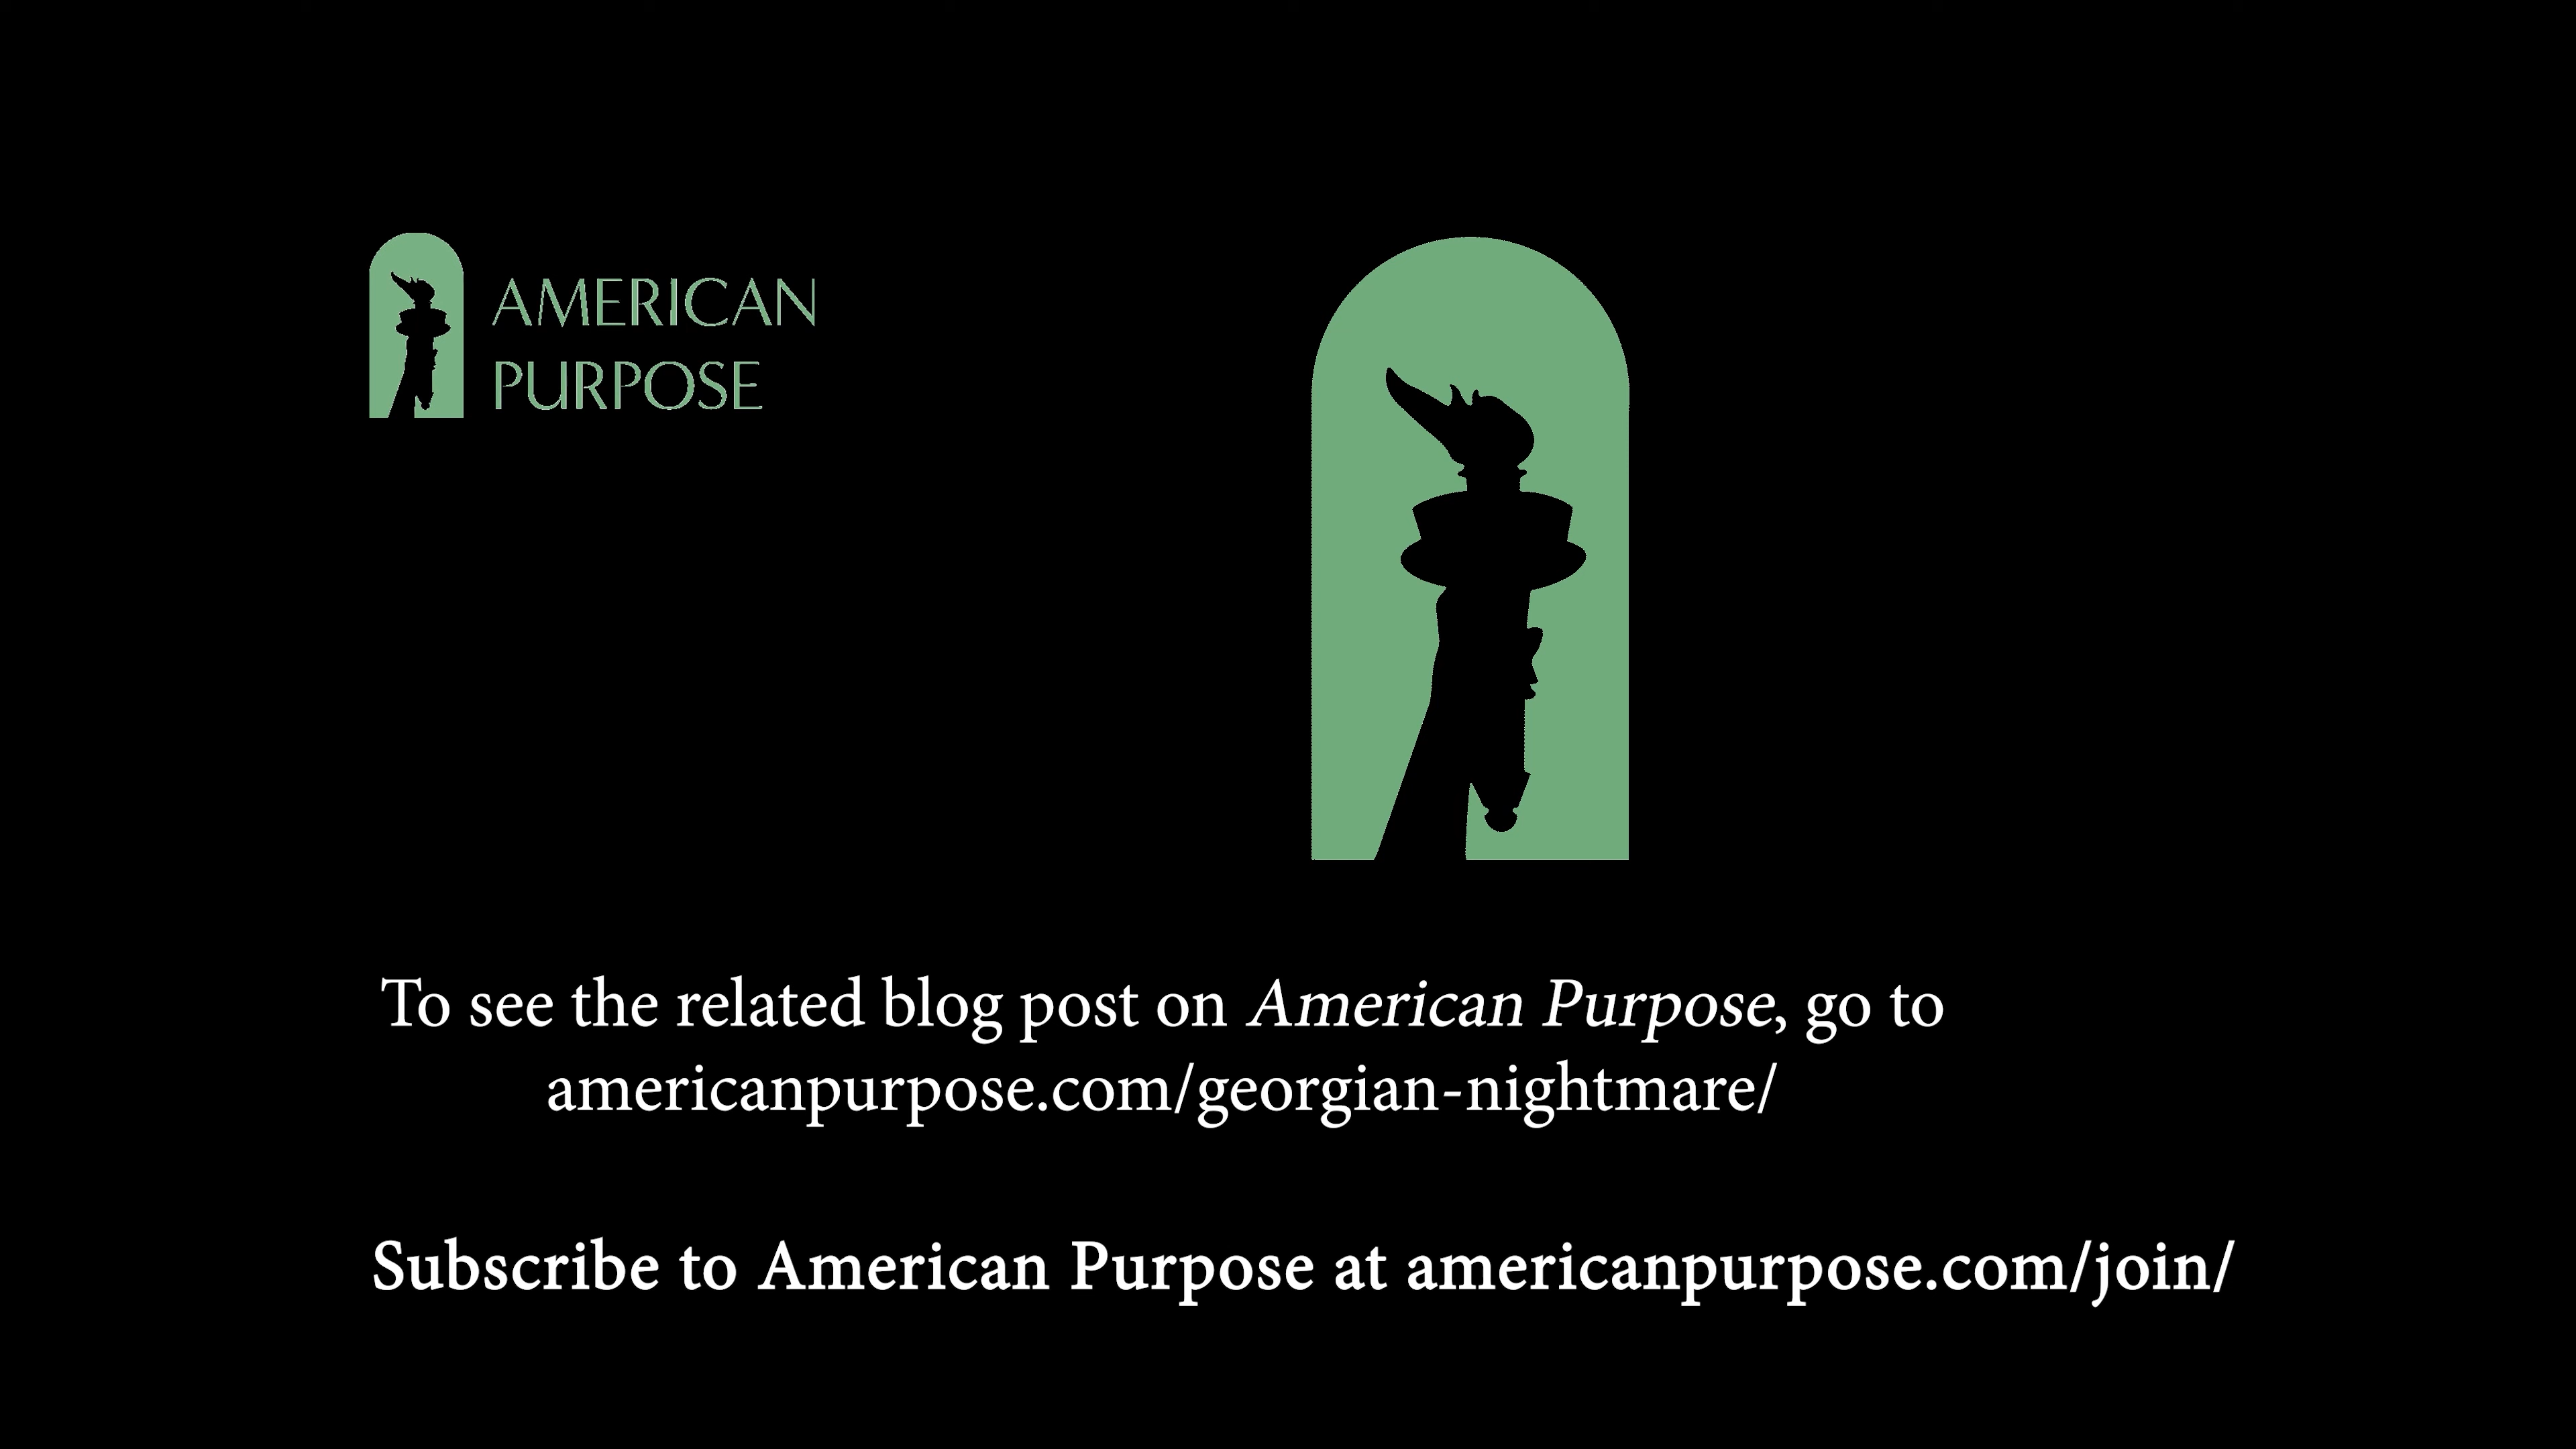 AMERICAN
PURPOSE
To see the related blog post on American Purpose, go to
americanpurpose.com/georgian-nightmare/
Subscribe to American Purpose at americanpurpose.com/join/